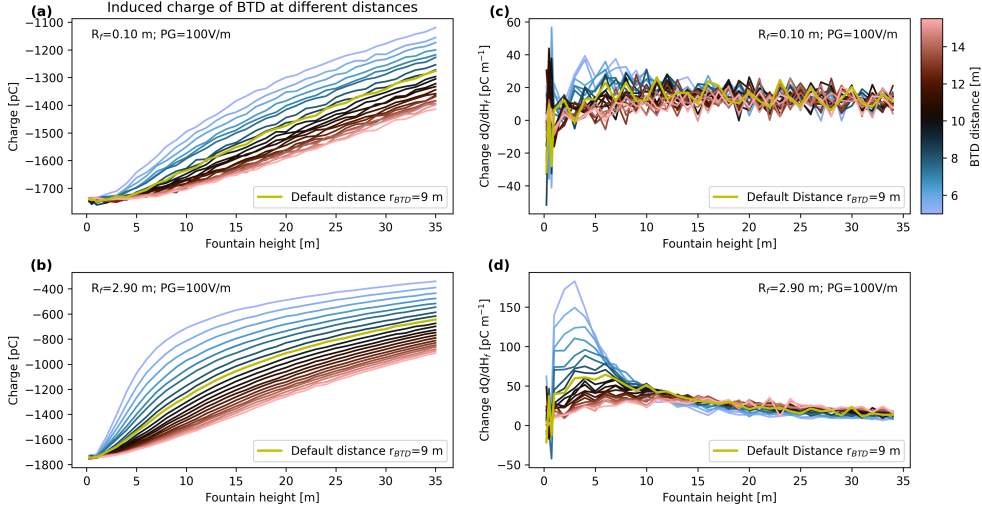 (a)
Induced charge of BTD at different distances
R_f=0.10 m; PG=100V/m
−1100
−1200
−1300
−1400
−1500
−1600
−1700
Charge [pC]
0 5 10 15 20 25 30 35
Fountain height [m]
Default distance r_BTD=9 m
(c)
R_f=0.10 m; PG=100V/m
60
40
20
0
−20
−40
Change dQ/dH_f [pC m⁻¹]
0 5 10 15 20 25 30 35
Fountain height [m]
Default Distance r_BTD=9 m
14
12
10
8
6
BTD distance [m]
(b)
R_f=2.90 m; PG=100V/m
−400
−600
−800
−1000
−1200
−1400
−1600
−1800
Charge [pC]
0 5 10 15 20 25 30 35
Fountain height [m]
Default distance r_BTD=9 m
(d)
R_f=2.90 m; PG=100V/m
150
100
50
0
−50
Change dQ/dH_f [pC m⁻¹]
0 5 10 15 20 25 30 35
Fountain height [m]
Default Distance r_BTD=9 m